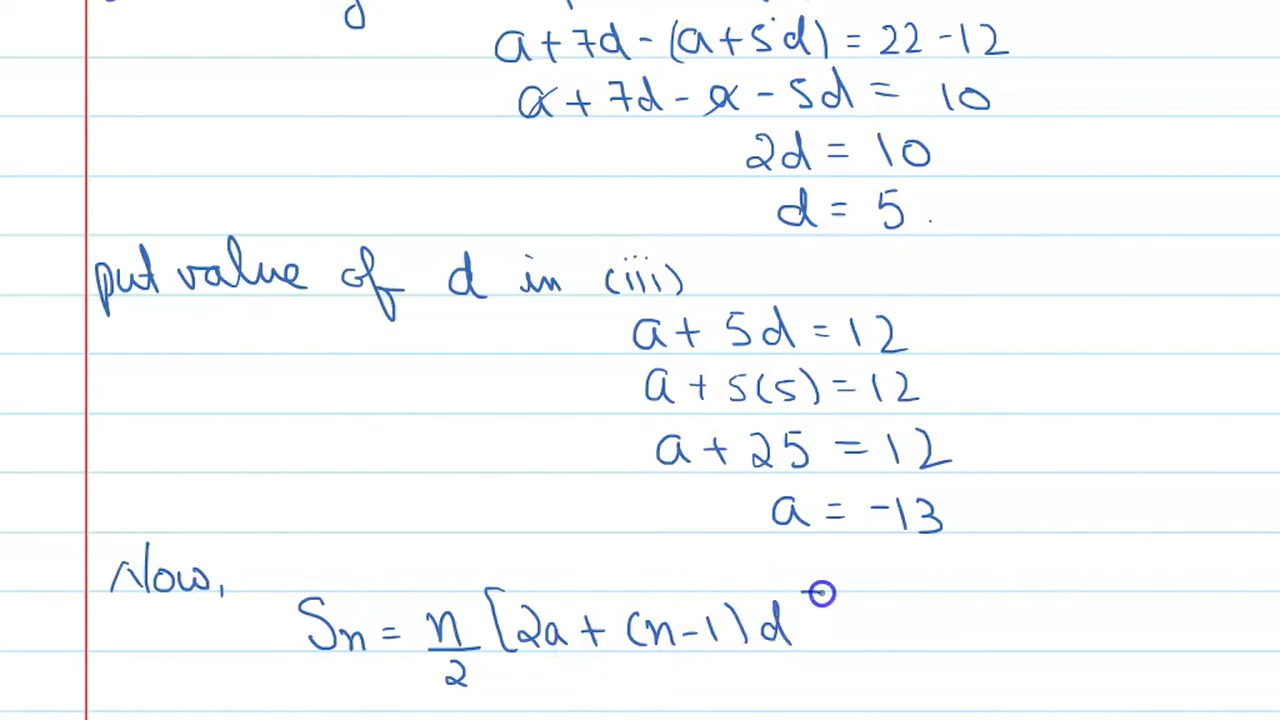 a + 7d - (a + 5d) = 22 - 12
a + 7d - a - 5d = 10
2d = 10
d = 5 .
put value of d in (iii)
a + 5d = 12
a + 5(5) = 12
a + 25 = 12
a = -13
Now,
Sn = n/2 [2a + (n-1)d